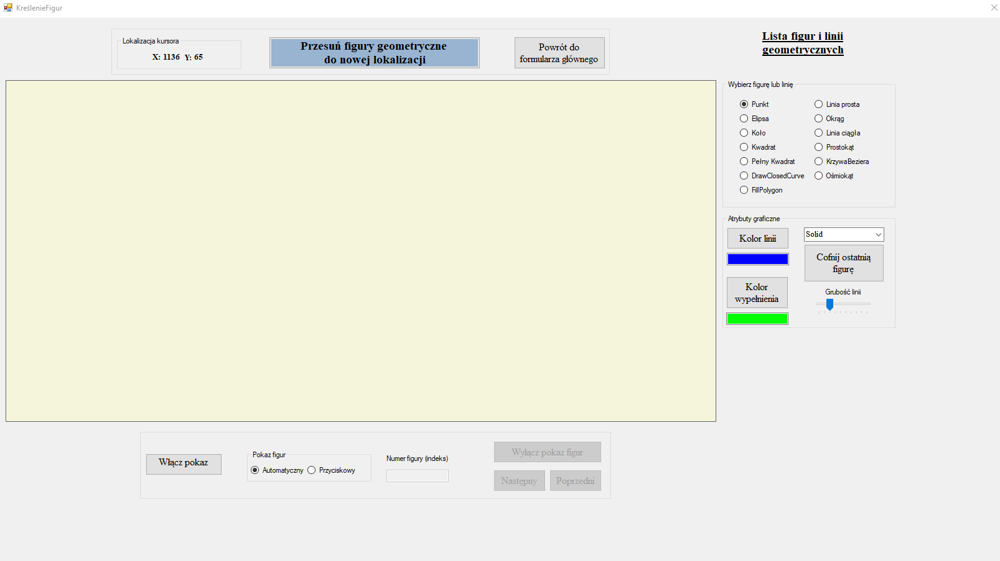 KreślenieFigur
Lokalizacja kursora
X: 1136 Y: 65
Przesuń figury geometryczne
do nowej lokalizacji
Powrót do
formularza głównego
Lista figur i linii
geometrycznych
Wybierz figurę lub linię
Punkt
Linia prosta
Elipsa
Okrąg
Koło
Linia ciągła
Kwadrat
Prostokąt
Pełny Kwadrat
KrzywaBeziera
DrawClosedCurve
Ośmiokąt
FillPolygon
Atrybuty graficzne
Kolor linii
Solid
Cofnij ostatnią
figurę
Kolor
wypełnienia
Grubość linii
Włącz pokaz
Pokaz figur
Automatyczny
Przyciskowy
Numer figury (indeks)
Wyłącz pokaz figur
Następny
Poprzedni